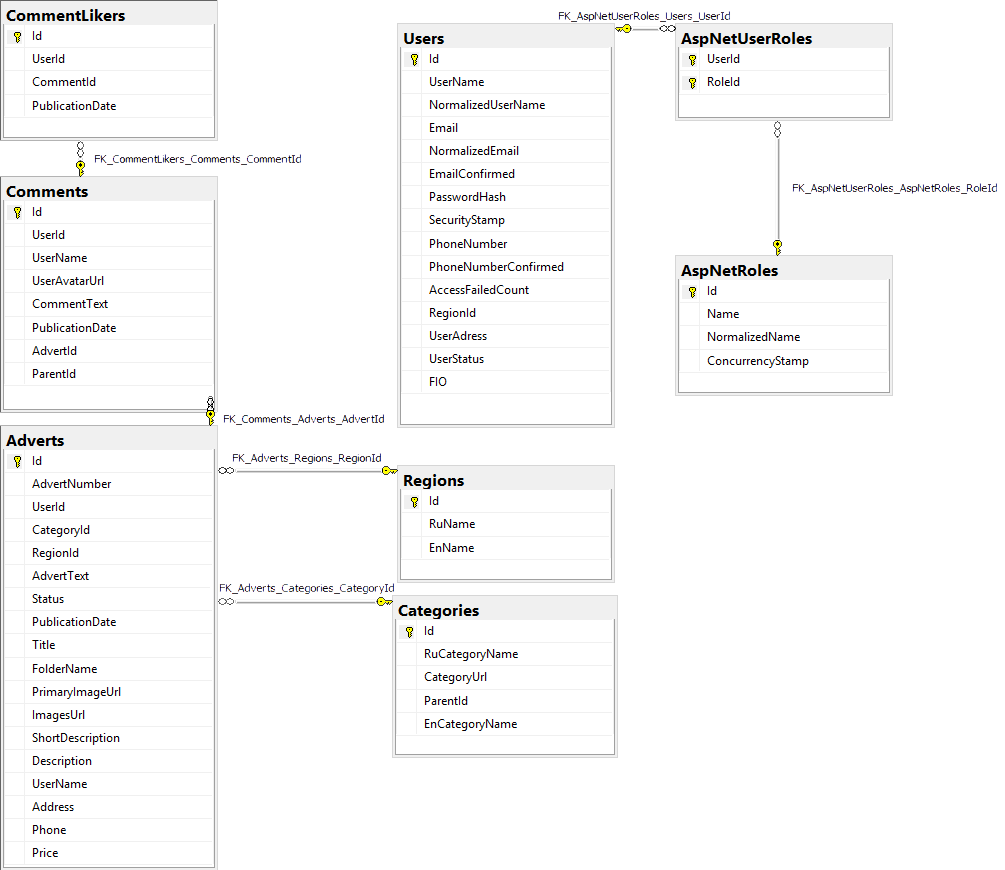 CommentLikers
Id
UserId
CommentId
PublicationDate
FK_CommentLikers_Comments_CommentId
Comments
Id
UserId
UserName
UserAvatarUrl
CommentText
PublicationDate
AdvertId
ParentId
FK_Comments_Adverts_AdvertId
Adverts
Id
AdvertNumber
UserId
CategoryId
RegionId
AdvertText
Status
PublicationDate
Title
FolderName
PrimaryImageUrl
ImagesUrl
ShortDescription
Description
UserName
Address
Phone
Price
Users
Id
UserName
NormalizedUserName
Email
NormalizedEmail
EmailConfirmed
PasswordHash
SecurityStamp
PhoneNumber
PhoneNumberConfirmed
AccessFailedCount
RegionId
UserAdress
UserStatus
FIO
FK_Adverts_Regions_RegionId
Regions
Id
RuName
EnName
FK_Adverts_Categories_CategoryId
Categories
Id
RuCategoryName
CategoryUrl
ParentId
EnCategoryName
FK_AspNetUserRoles_Users_UserId
AspNetUserRoles
UserId
RoleId
FK_AspNetUserRoles_AspNetRoles_RoleId
AspNetRoles
Id
Name
NormalizedName
ConcurrencyStamp